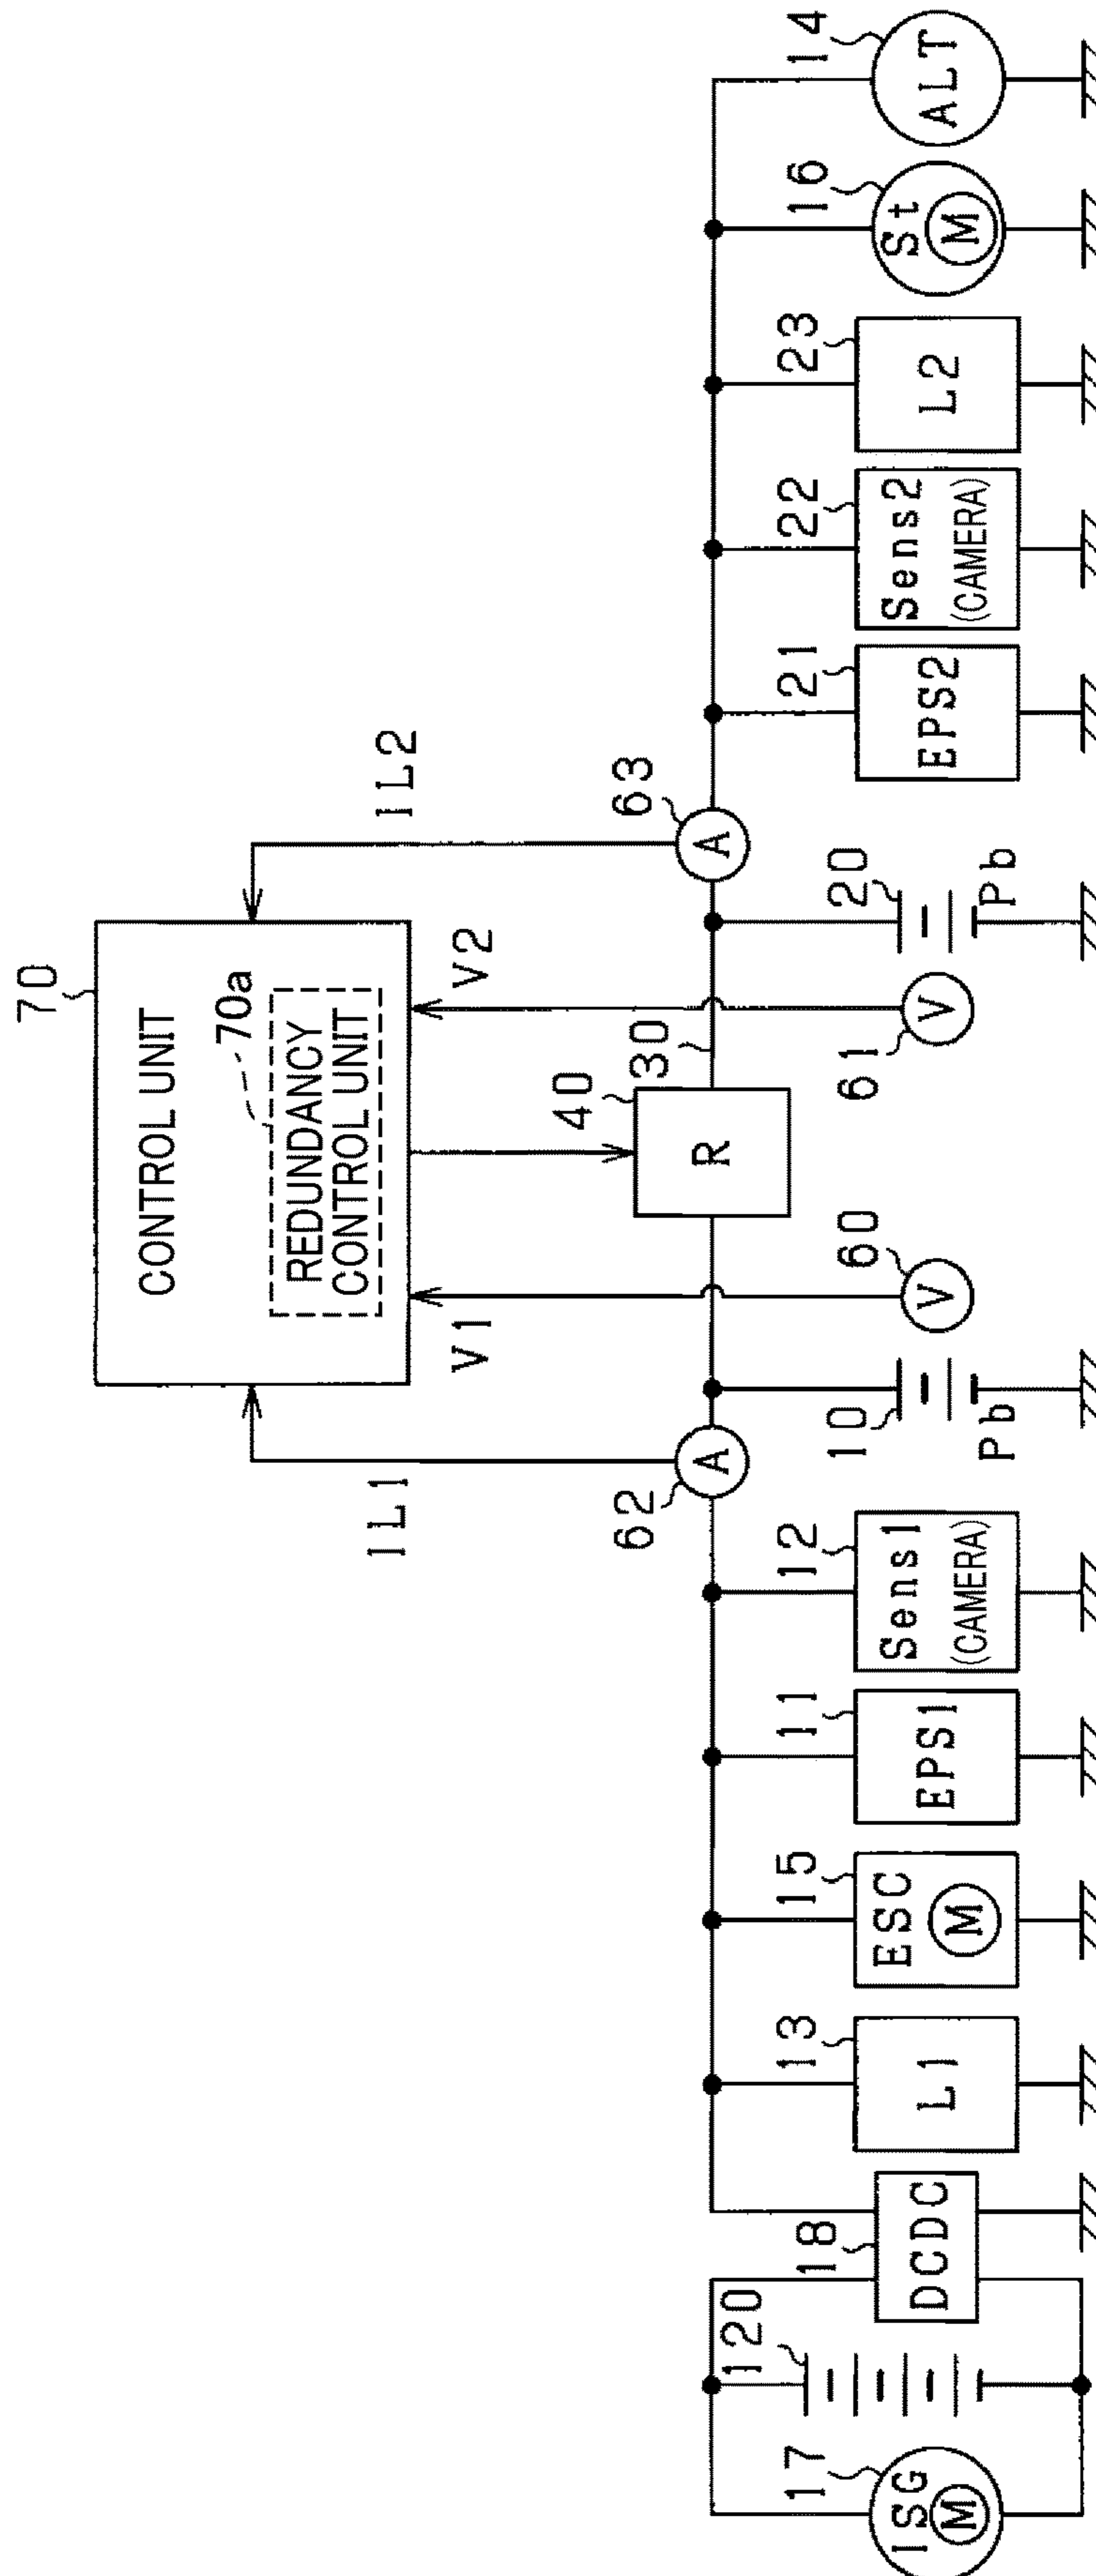 70
CONTROL UNIT
70a
REDUNDANCY
CONTROL UNIT
IL1
V1
V2
IL2
62
A
40
R
30
63
A
17
ISG
M
120
18
DCDC
13
L1
15
ESC
M
11
EPS1
12
Sens1
(CAMERA)
10
Pb
60
V
61
V
20
Pb
21
EPS2
22
Sens2
(CAMERA)
23
L2
16
St
M
14
ALT